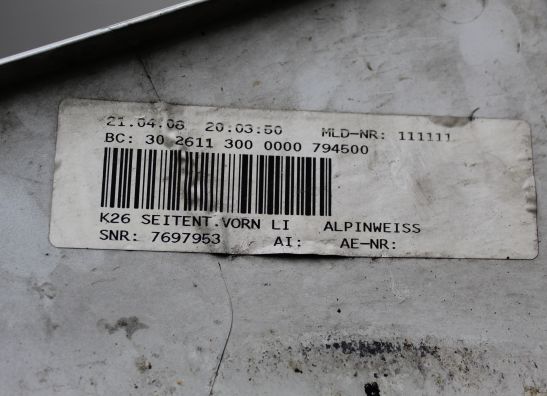 21.04.06 20:03:50 MLD-NR: 111111
BC: 30 2611 300 0000 794500
K26 SEITENT.VORN LI ALPINWEISS
SNR: 7697953 AI: AE-NR: